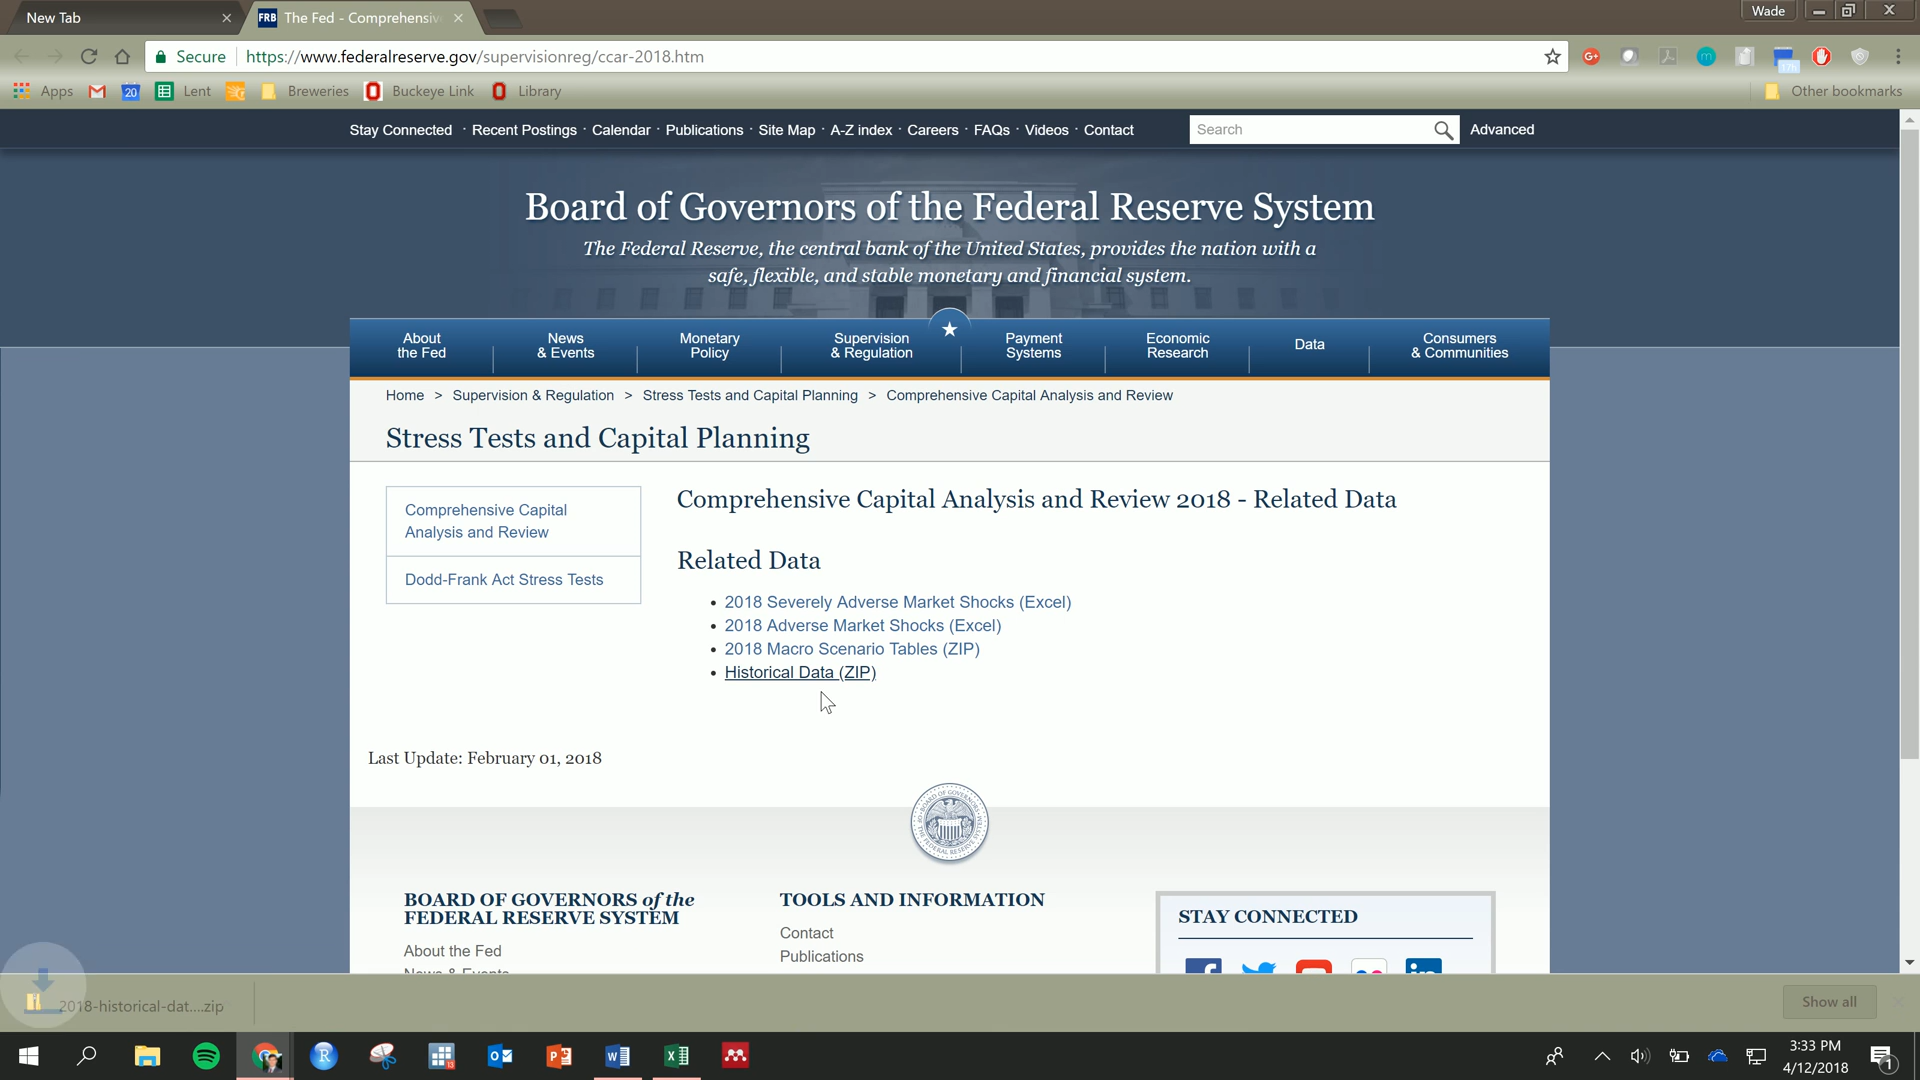 New Tab
FRB The Fed - Comprehensiv
Wade
Secure
https://www.federalreserve.gov/supervisionreg/ccar-2018.htm
Apps
20
Lent
Breweries
Buckeye Link
Library
Other bookmarks
Stay Connected · Recent Postings · Calendar · Publications · Site Map · A-Z index · Careers · FAQs · Videos · Contact
Search
Advanced
Board of Governors of the Federal Reserve System
The Federal Reserve, the central bank of the United States, provides the nation with a
safe, flexible, and stable monetary and financial system.
About
the Fed
News
& Events
Monetary
Policy
Supervision
& Regulation
Payment
Systems
Economic
Research
Data
Consumers
& Communities
Home > Supervision & Regulation > Stress Tests and Capital Planning > Comprehensive Capital Analysis and Review
Stress Tests and Capital Planning
Comprehensive Capital
Analysis and Review
Dodd-Frank Act Stress Tests
Comprehensive Capital Analysis and Review 2018 - Related Data
Related Data
• 2018 Severely Adverse Market Shocks (Excel)
• 2018 Adverse Market Shocks (Excel)
• 2018 Macro Scenario Tables (ZIP)
• Historical Data (ZIP)
Last Update: February 01, 2018
BOARD OF GOVERNORS of the
FEDERAL RESERVE SYSTEM
About the Fed
News & Events
TOOLS AND INFORMATION
Contact
Publications
STAY CONNECTED
2018-historical-dat....zip
Show all
3:33 PM
4/12/2018
1